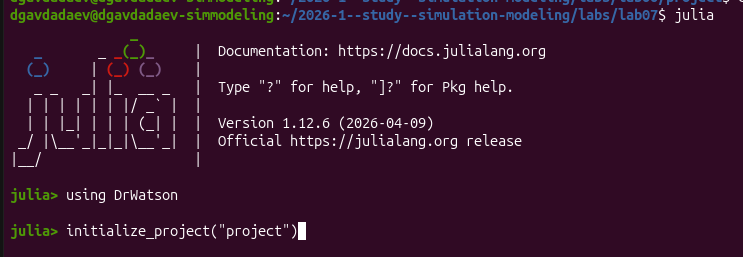 dgavdadaev@dgavdadaev-simmodeling:~/2026-1--study--simulation-modeling/labs/lab07$ julia
               _
   _       _ _(_)_     |  Documentation: https://docs.julialang.org
  (_)     | (_) (_)    |
   _ _   _| |_  __ _   |  Type "?" for help, "]?" for Pkg help.
  | | | | | | |/ _` |  |
  | | |_| | | | (_| |  |  Version 1.12.6 (2026-04-09)
 _/ |\__'_|_|_|\__'_|  |  Official https://julialang.org release
|__/                   |
julia> using DrWatson
julia> initialize_project("project")